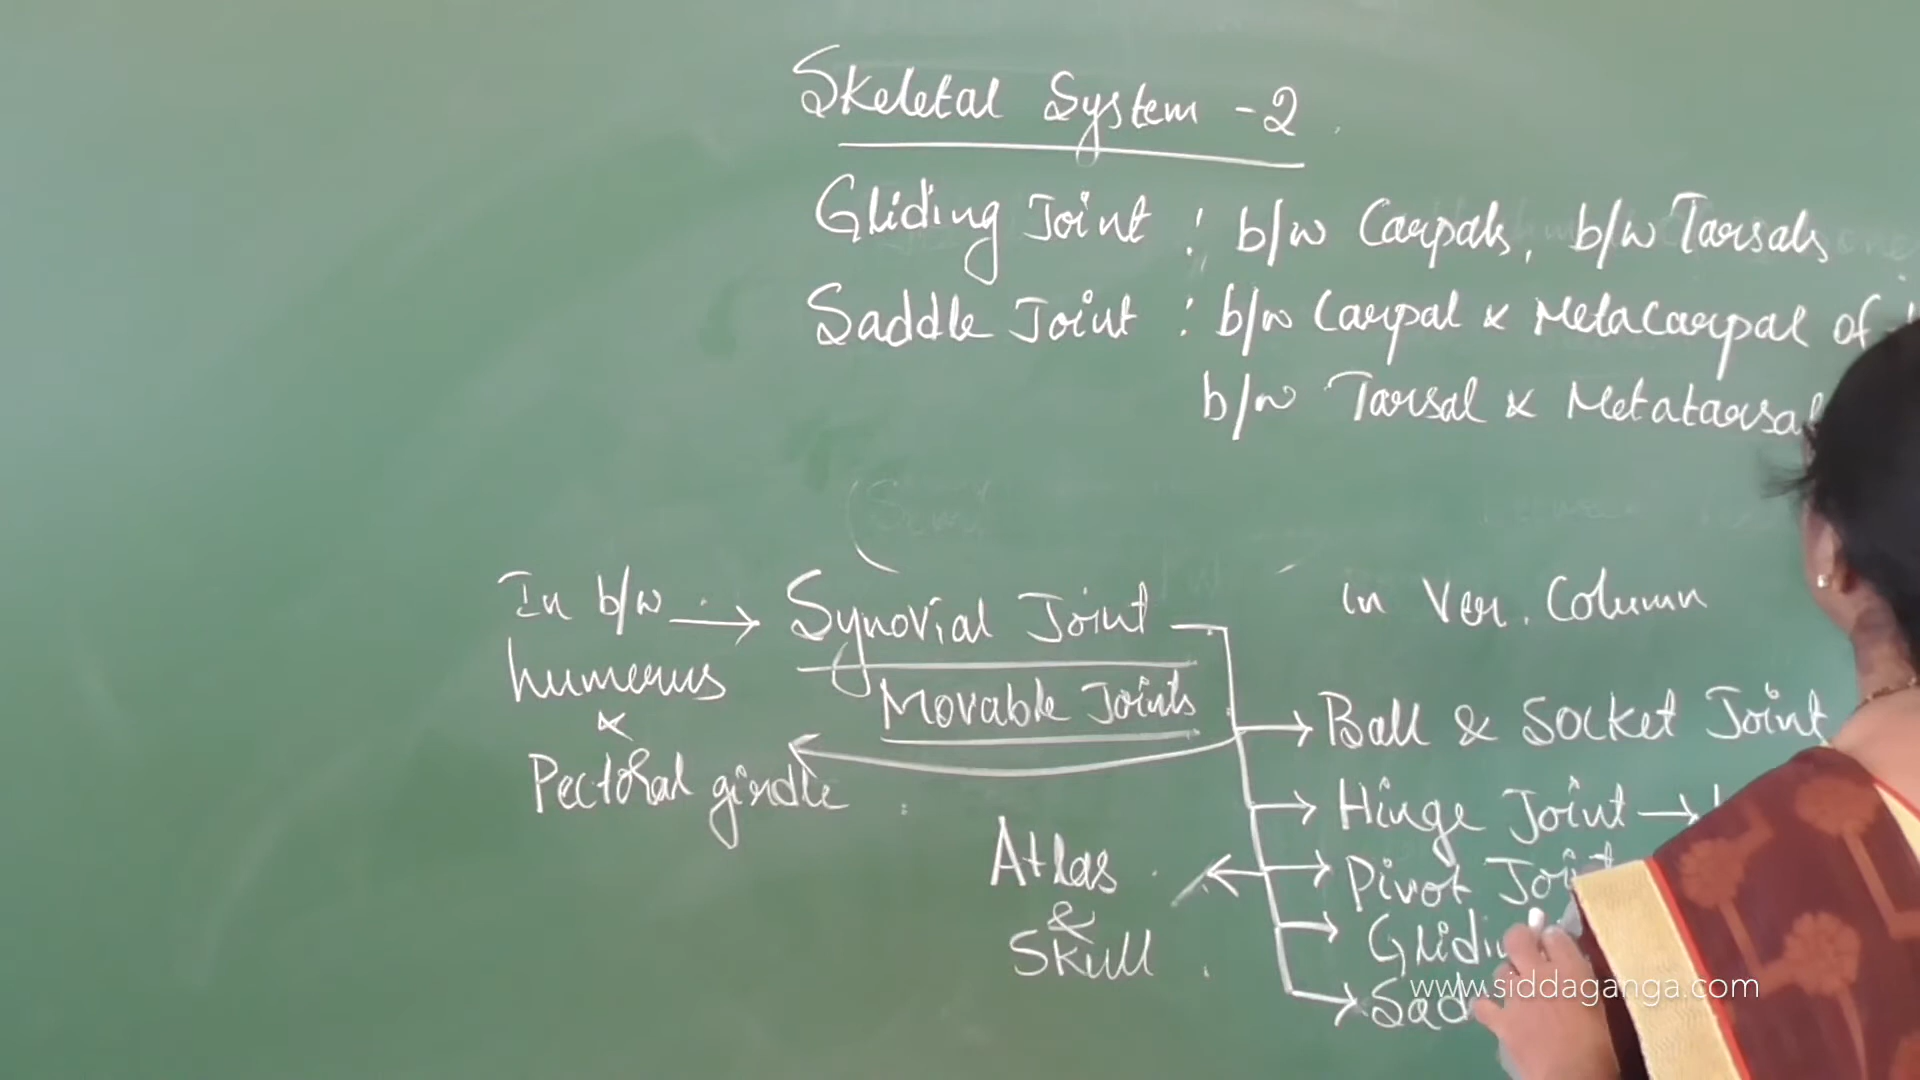 Skeletal System - 2
Gliding Joint : b/w Carpals, b/w Tarsals
Saddle Joint : b/w Carpal & Metacarpal of
b/w Tarsal & Metatarsal
In b/w → Synovial Joint
in Ver. Column
humerus
Movable Joints
&
Pectoral girdle
→ Ball & Socket Joint
→ Hinge Joint →
Atlas ← → Pivot Joint
&
Skull
→ Glidi
→ Sad
www.siddaganga.com